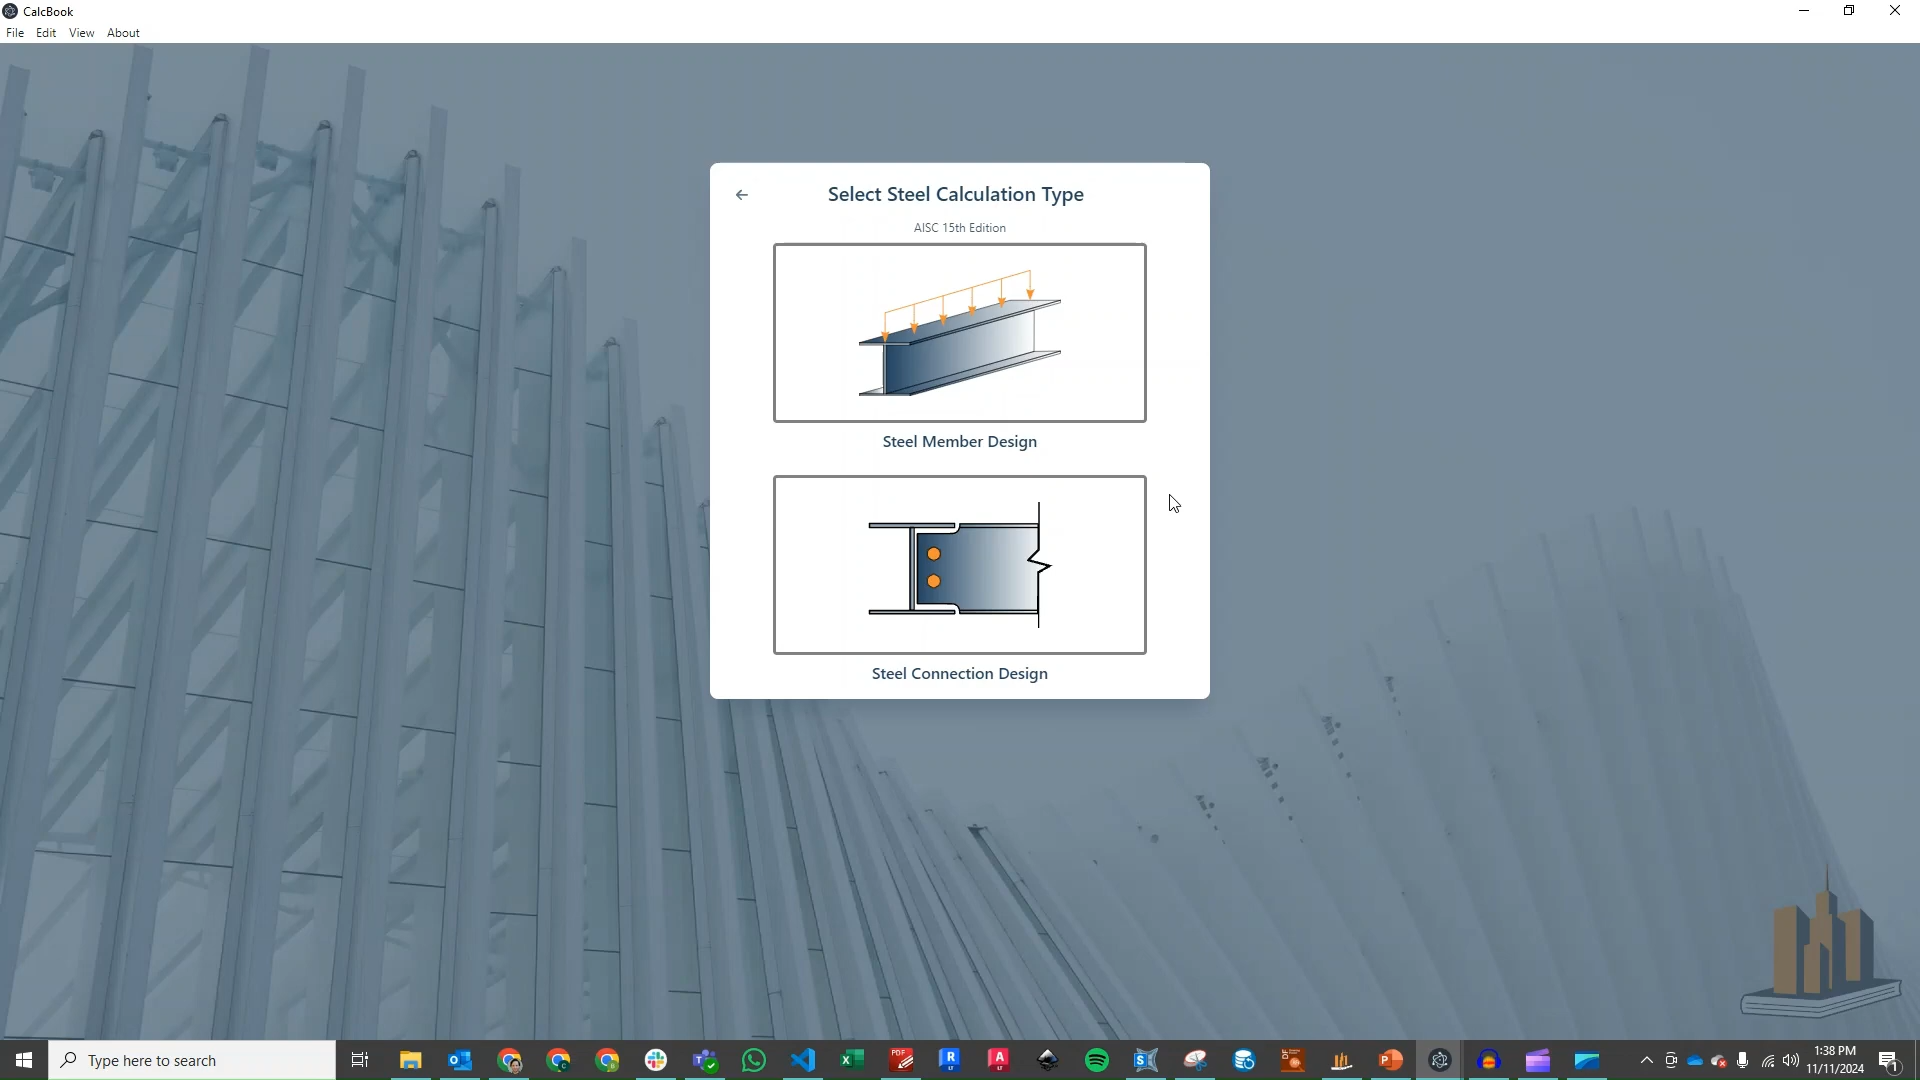 CalcBook
File Edit View About
Select Steel Calculation Type
AISC 15th Edition
Steel Member Design
Steel Connection Design
Type here to search
1:38 PM
11/11/2024